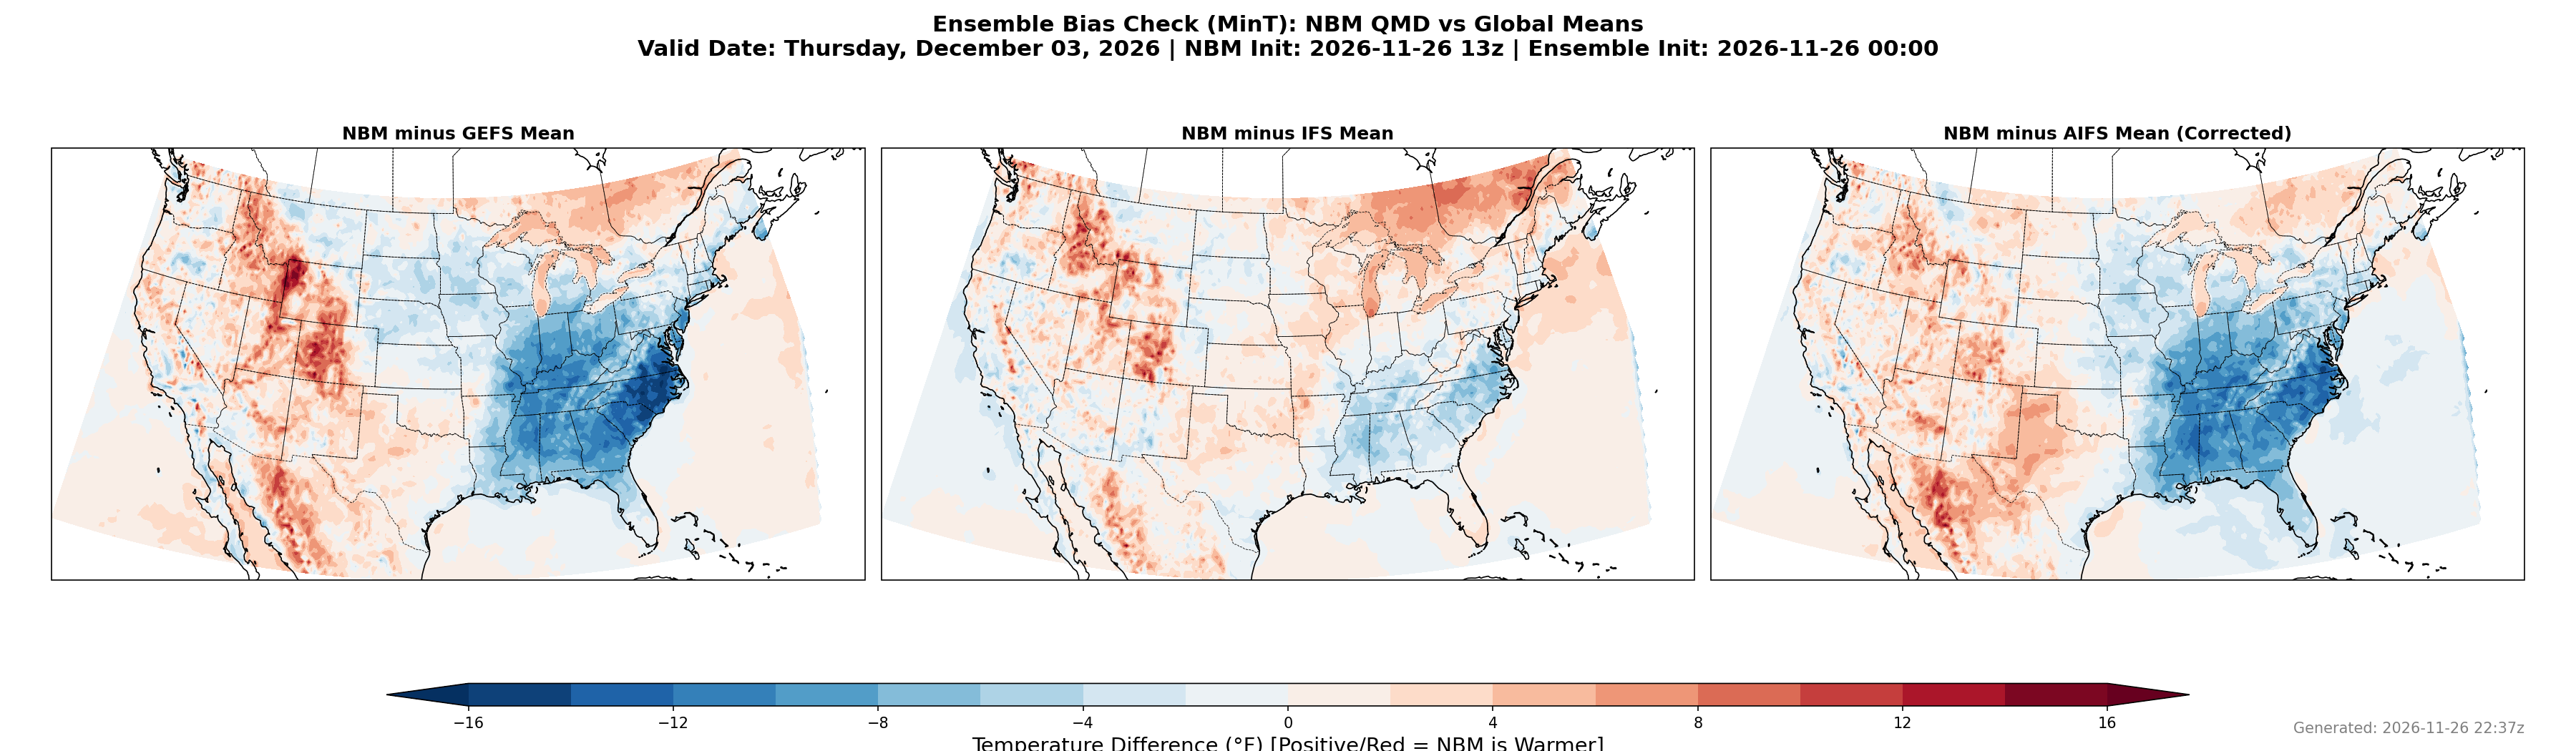 Ensemble Bias Check (MinT): NBM QMD vs Global Means
Valid Date: Thursday, December 03, 2026 | NBM Init: 2026-11-26 13z | Ensemble Init: 2026-11-26 00:00
NBM minus GEFS Mean
NBM minus IFS Mean
NBM minus AIFS Mean (Corrected)
−16
−12
−8
−4
0
4
8
12
16
Temperature Difference (°F) [Positive/Red = NBM is Warmer]
Generated: 2026-11-26 22:37z